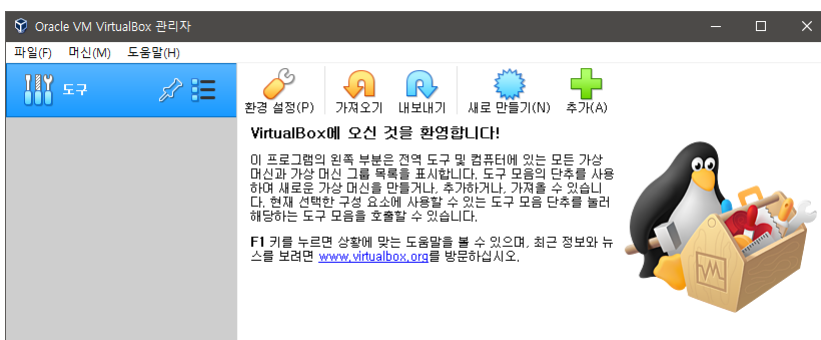 Oracle VM VirtualBox 관리자
파일(F) 머신(M) 도움말(H)
도구
환경 설정(P) 가져오기 내보내기 새로 만들기(N) 추가(A)
VirtualBox에 오신 것을 환영합니다!
이 프로그램의 왼쪽 부분은 전역 도구 및 컴퓨터에 있는 모든 가상
머신과 가상 머신 그룹 목록을 표시합니다. 도구 모음의 단추를 사용
하여 새로운 가상 머신을 만들거나, 추가하거나, 가져올 수 있습니
다. 현재 선택한 구성 요소에 사용할 수 있는 도구 모음 단추를 눌러
해당하는 도구 모음을 호출할 수 있습니다.
F1 키를 누르면 상황에 맞는 도움말을 볼 수 있으며, 최근 정보와 뉴
스를 보려면 www.virtualbox.org를 방문하십시오.